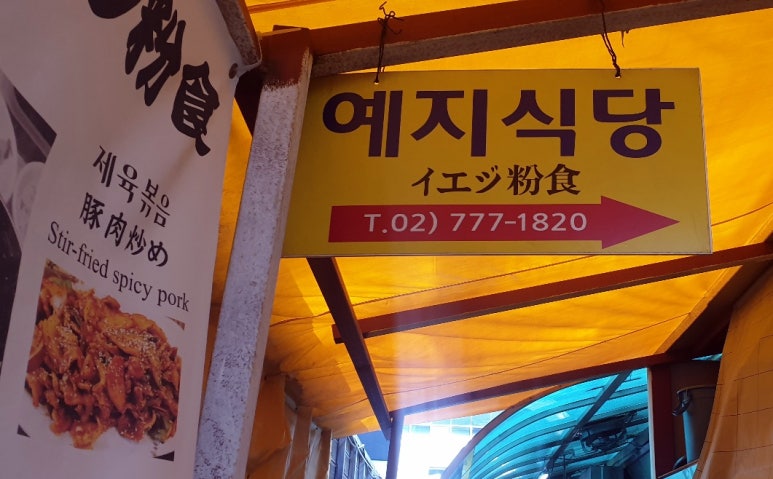 粉食
제육볶음
豚肉炒め
Stir-fried spicy pork
예지식당
イエジ粉食
T.02) 777-1820